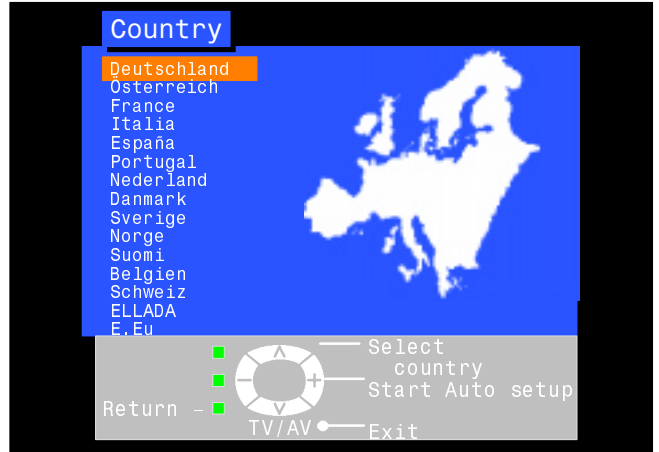 Country
Deutschland
Österreich
France
Italia
España
Portugal
Nederland
Danmark
Sverige
Norge
Suomi
Belgien
Schweiz
ELLADA
E.Eu
Select
country
Start Auto setup
Return –
TV/AV
Exit